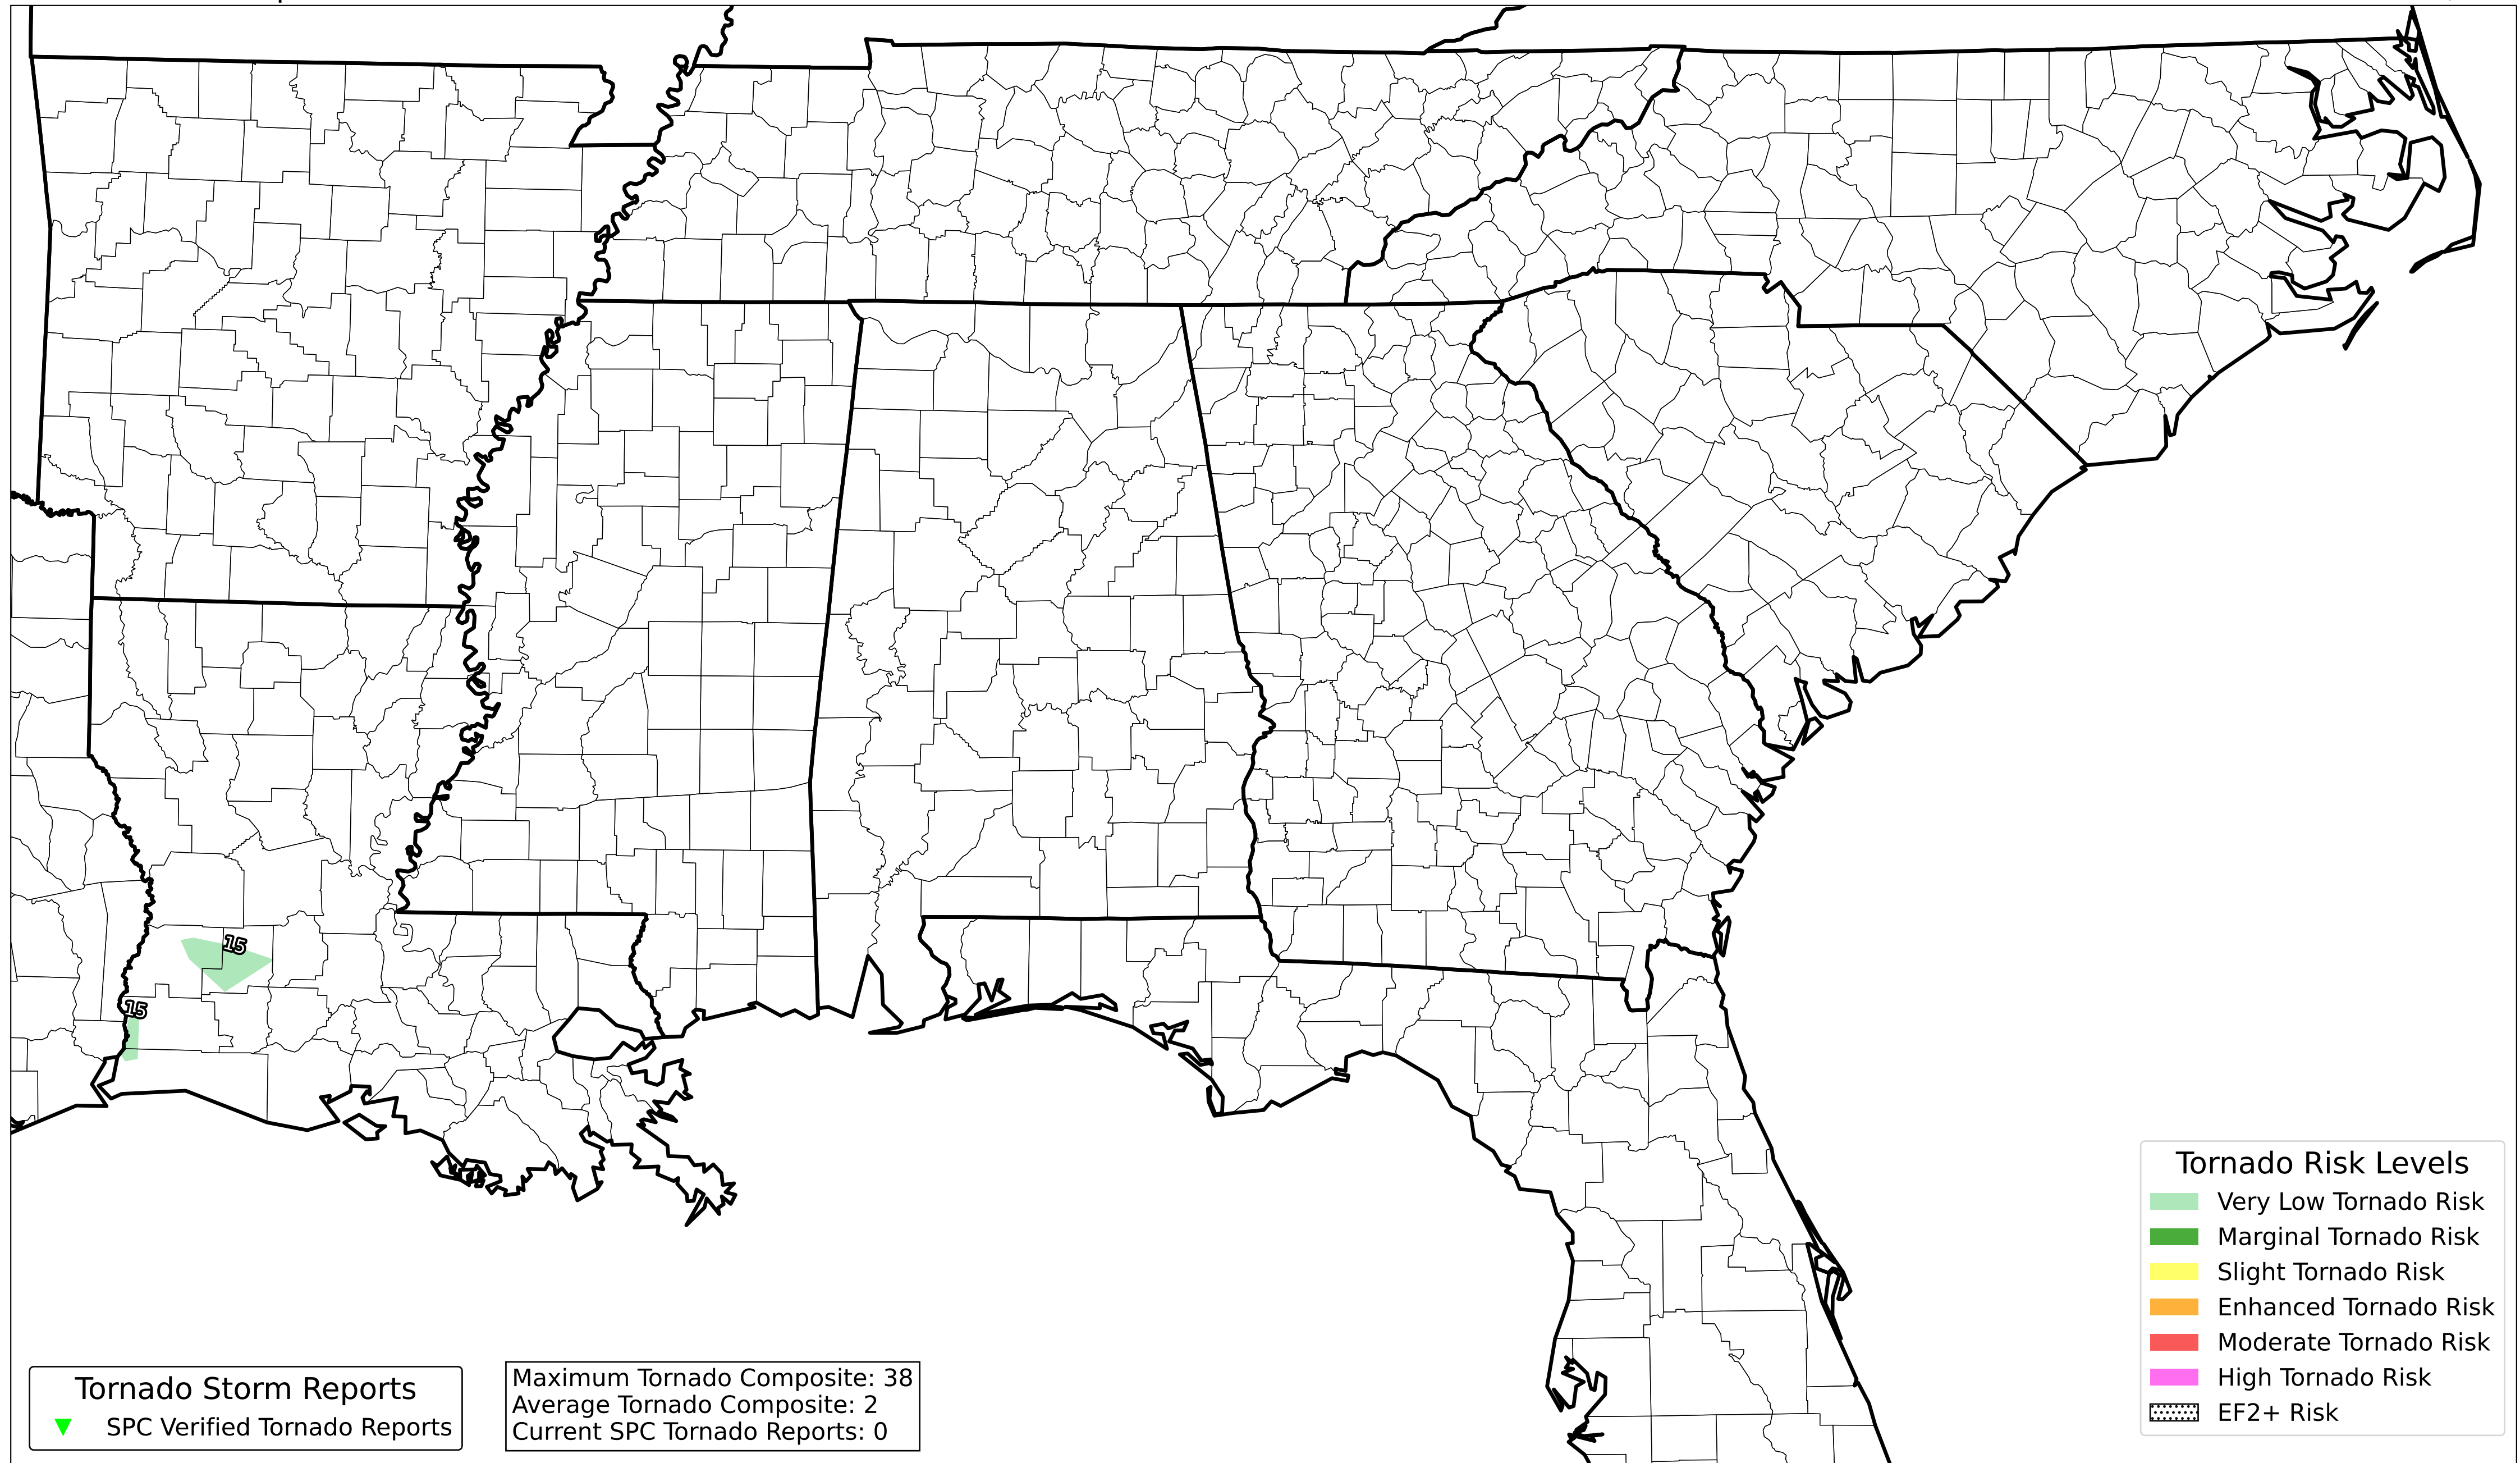 15
15
Tornado Risk Levels
Very Low Tornado Risk
Marginal Tornado Risk
Slight Tornado Risk
Enhanced Tornado Risk
Moderate Tornado Risk
High Tornado Risk
EF2+ Risk
Tornado Storm Reports
SPC Verified Tornado Reports
Maximum Tornado Composite: 38
Average Tornado Composite: 2
Current SPC Tornado Reports: 0